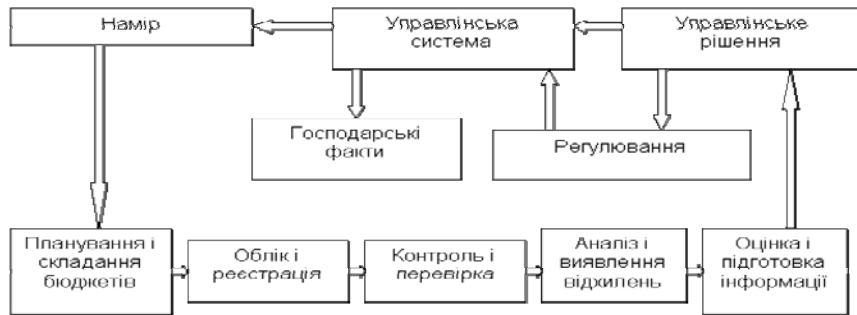 Намір
Управлінська
система
Управлінське
рішення
Господарські
факти
Регулювання
Планування і
складання
бюджетів
Облік і
реєстрація
Контроль і
перевірка
Аналіз і
виявлення
відхилень
Оцінка і
підготовка
інформації